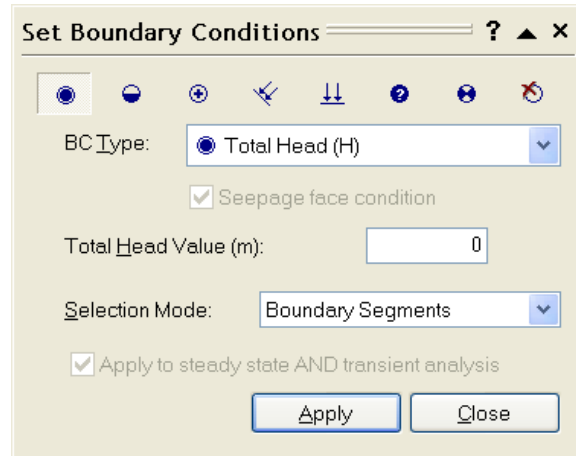 Set Boundary Conditions ?
BC Type: Total Head (H)
Seepage face condition
Total Head Value (m): 0
Selection Mode: Boundary Segments
Apply to steady state AND transient analysis
Apply Close